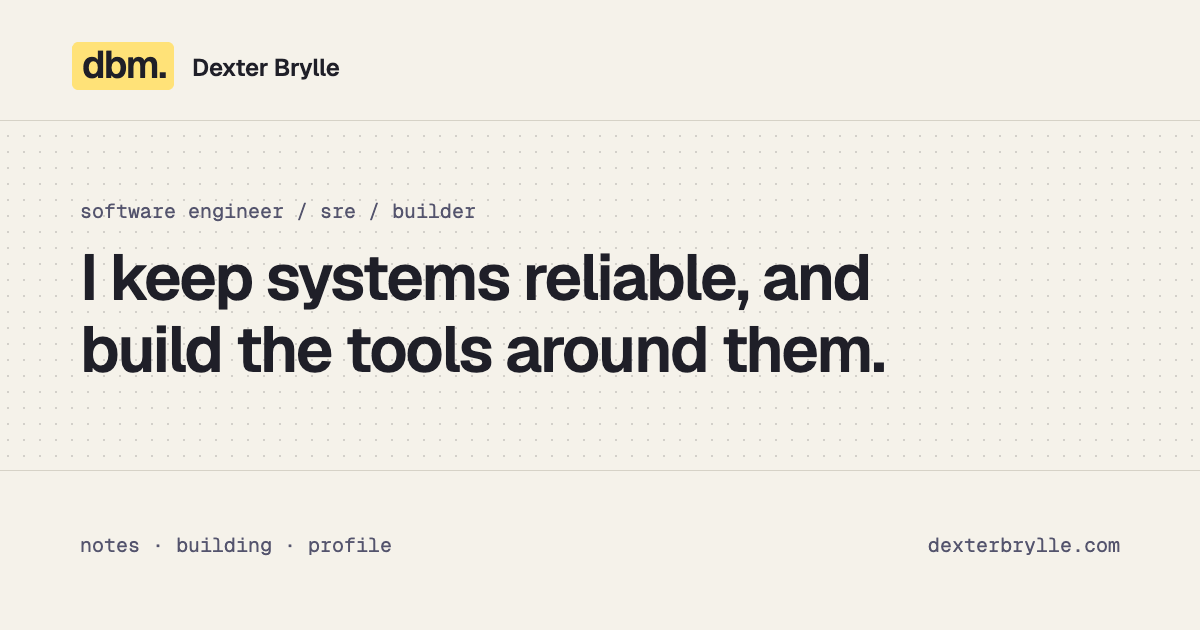 dbm.
Dexter Brylle
software engineer / sre / builder
I keep systems reliable, and
build the tools around them.
notes · building · profile
dexterbrylle.com